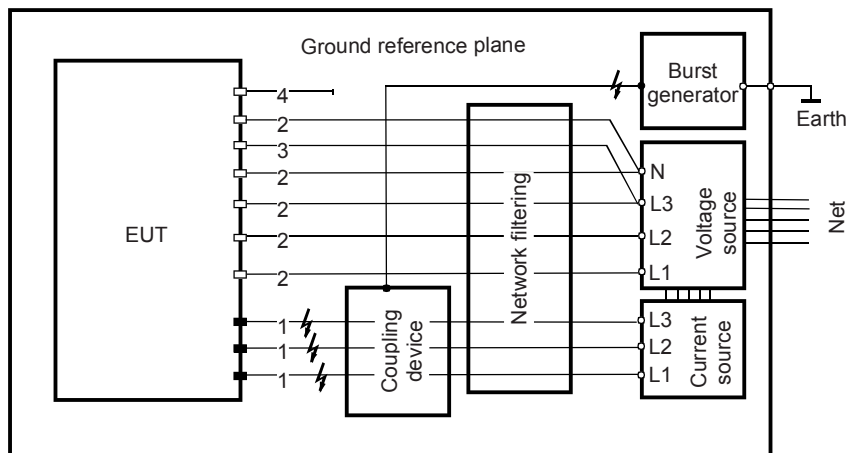 Ground reference plane
Burst
generator
Earth
EUT
4
2
3
2
2
2
2
1
1
1
Network filtering
Coupling
device
N
L3
L2
L1
Voltage
source
Net
L3
L2
L1
Current
source